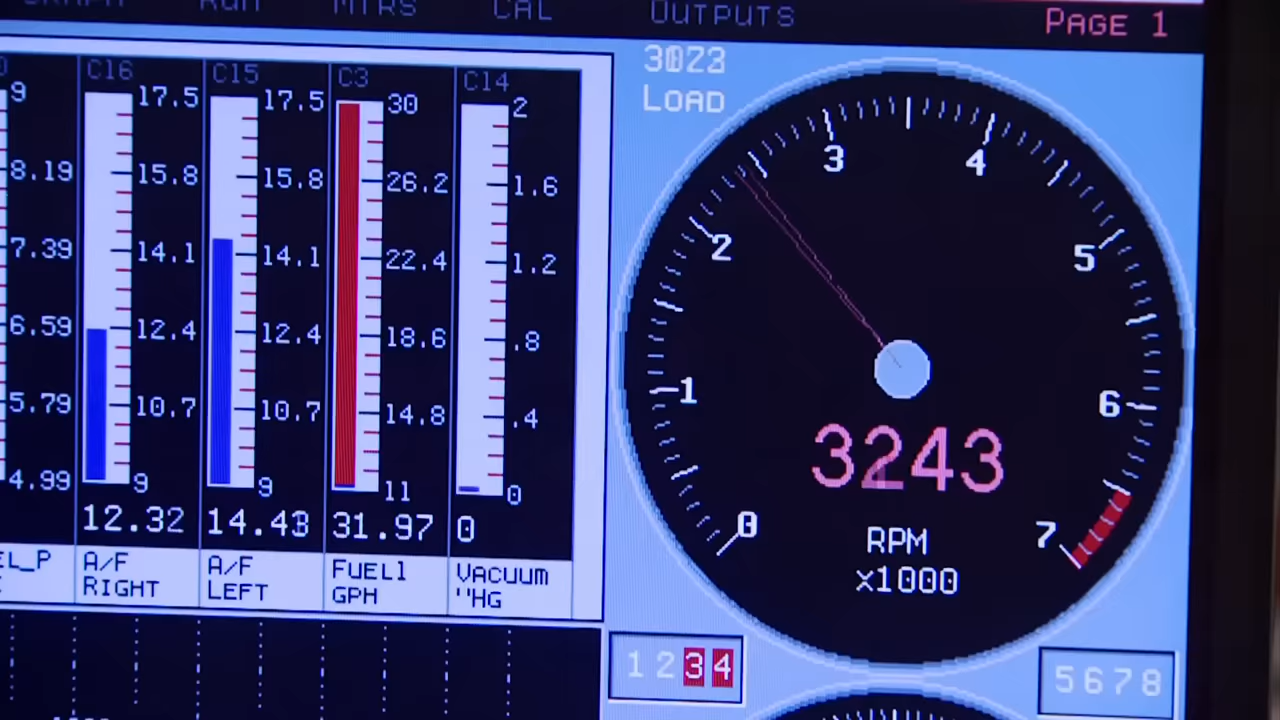 RUN MTRS CAL OUTPUTS PAGE 1
C16 C15 C3 C14
9 17.5 17.5 30 2
8.19 15.8 15.8 26.2 1.6
7.39 14.1 14.1 22.4 1.2
6.59 12.4 12.4 18.6 .8
5.79 10.7 10.7 14.8 .4
4.99 9 9 11 0
12.32 14.43 31.97 0
A/F RIGHT
A/F LEFT
FUEL1 GPH
VACUUM "HG
LOAD
0 1 2 3 4 5 6 7
3243
RPM
x1000
1 2 3 4
5 6 7 8